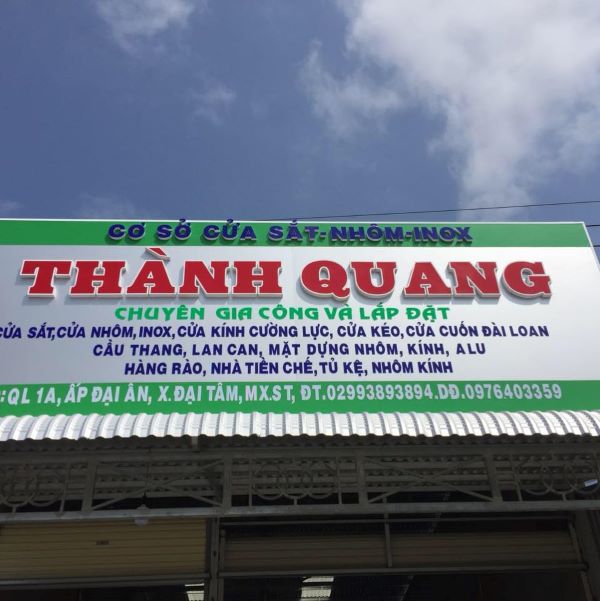 CƠ SỞ CỬA SẮT-NHÔM-INOX
THÀNH QUANG
CHUYÊN GIA CÔNG VÀ LẮP ĐẶT
CỬA SẮT,CỬA NHÔM,INOX,CỬA KÍNH CƯỜNG LỰC, CỬA KÉO,CỬA CUỐN ĐÀI LOAN
CẦU THANG, LAN CAN, MẶT DỰNG NHÔM, KÍNH, ALU
HÀNG RÀO, NHÀ TIỀN CHẾ,TỦ KỆ, NHÔM KÍNH
:QL 1A, ẤP ĐẠI ÂN, X.ĐẠI TÂM,MX.ST, ĐT.02993893894.DĐ.0976403359